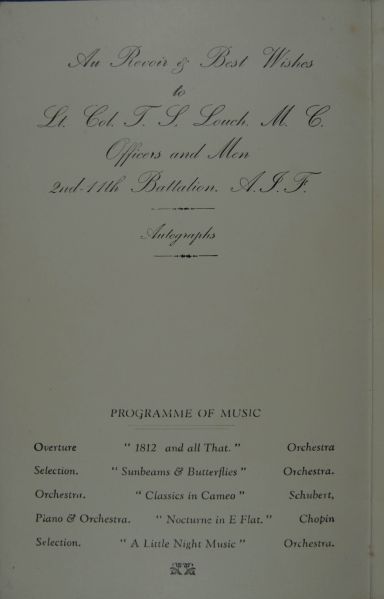 Au Revoir & Best Wishes
to
Lt. Col. T. S. Louch. M. C.
Officers and Men
2nd-11th Battalion. A.I.F.
Autographs
PROGRAMME OF MUSIC
Overture " 1812 and all That. " Orchestra
Selection. " Sunbeams & Butterflies " Orchestra.
Orchestra. " Classics in Cameo " Schubert,
Piano & Orchestra. " Nocturne in E Flat. " Chopin
Selection. " A Little Night Music " Orchestra.